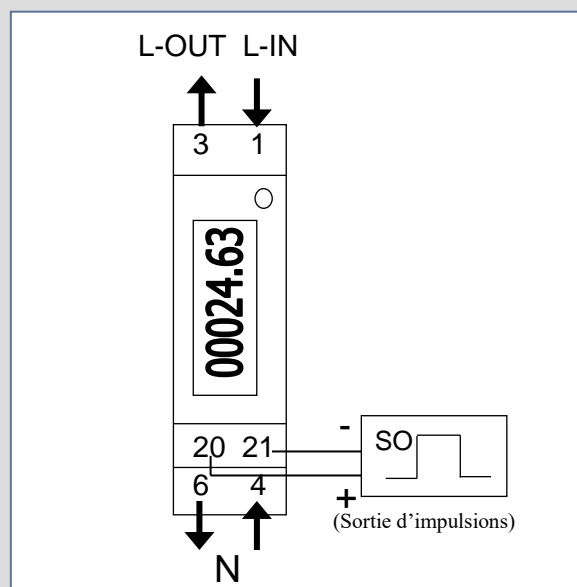 L-OUT L-IN
3 1
00024.63
20 21
- SO
6 4
+
(Sortie d’impulsions)
N